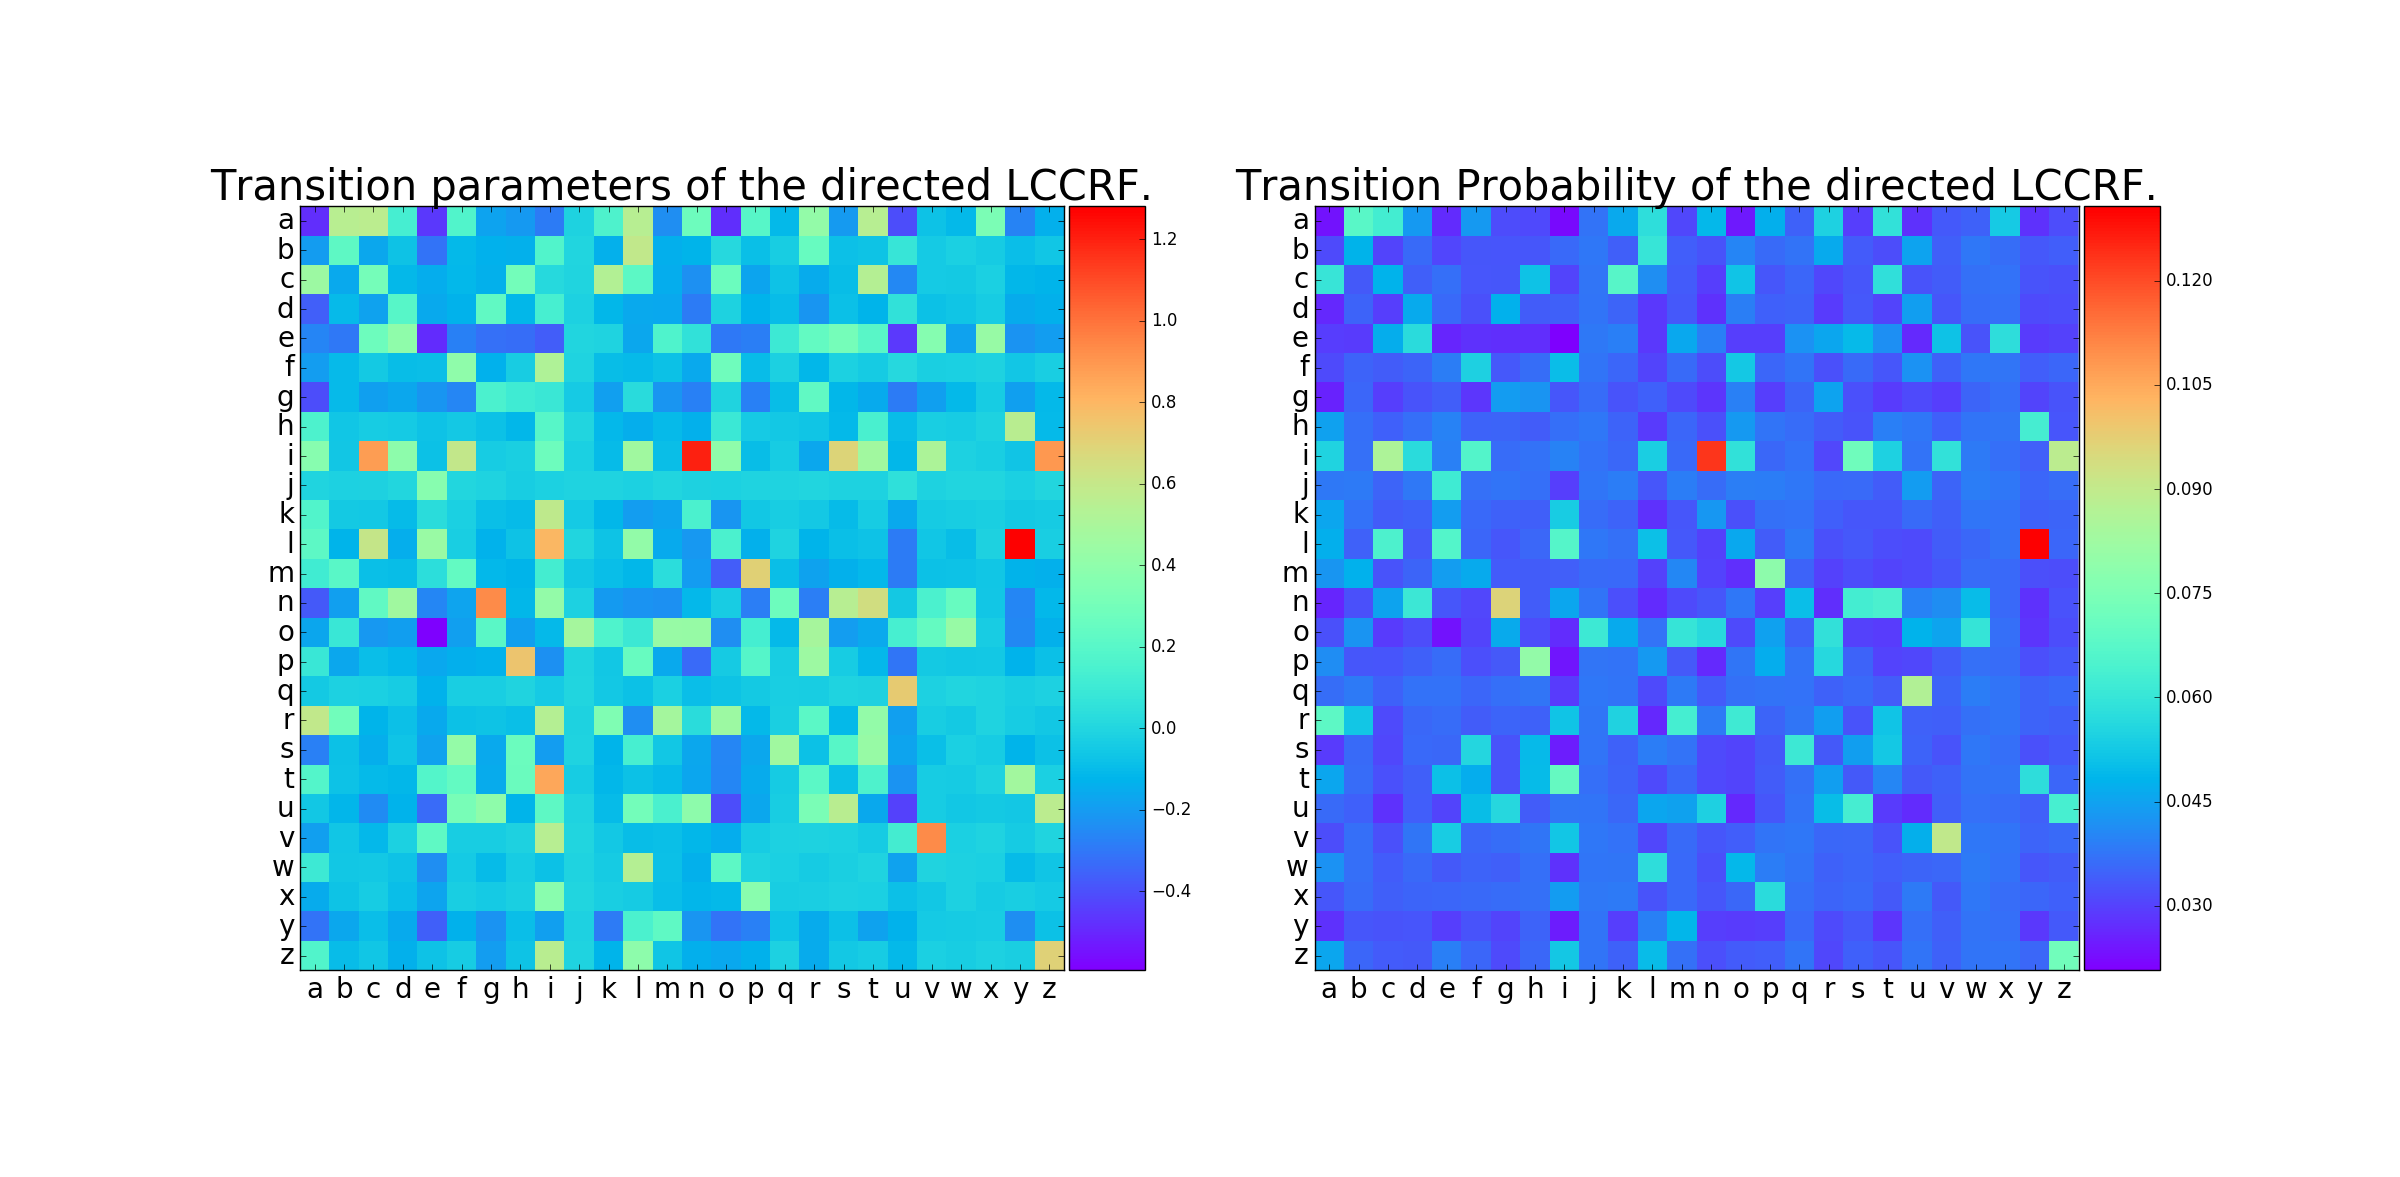 Transition parameters of the directed LCCRF.
a
b
c
d
e
f
g
h
i
j
k
l
m
n
o
p
q
r
s
t
u
v
w
x
y
z
a b c d e f g h i j k l m n o p q r s t u v w x y z
1.2
1.0
0.8
0.6
0.4
0.2
0.0
−0.2
−0.4
Transition Probability of the directed LCCRF.
a
b
c
d
e
f
g
h
i
j
k
l
m
n
o
p
q
r
s
t
u
v
w
x
y
z
a b c d e f g h i j k l m n o p q r s t u v w x y z
0.120
0.105
0.090
0.075
0.060
0.045
0.030